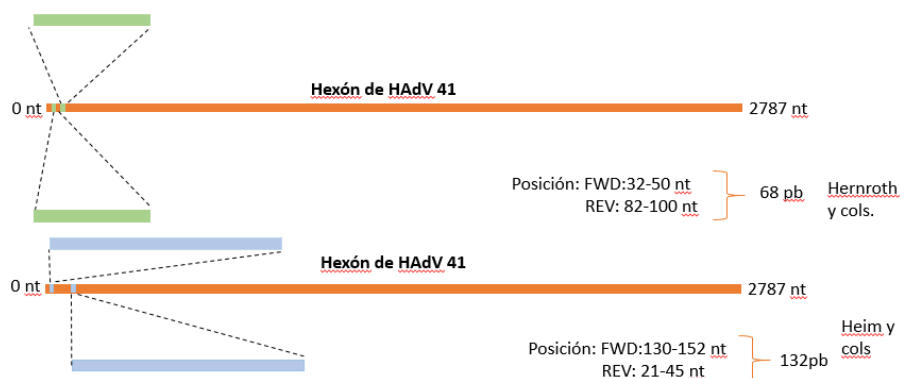 Hexón de HAdV 41
0 nt
2787 nt
Posición: FWD:32-50 nt
REV: 82-100 nt
68 pb
Hernroth
y cols.
Hexón de HAdV 41
0 nt
2787 nt
Posición: FWD:130-152 nt
REV: 21-45 nt
132pb
Heim y
cols